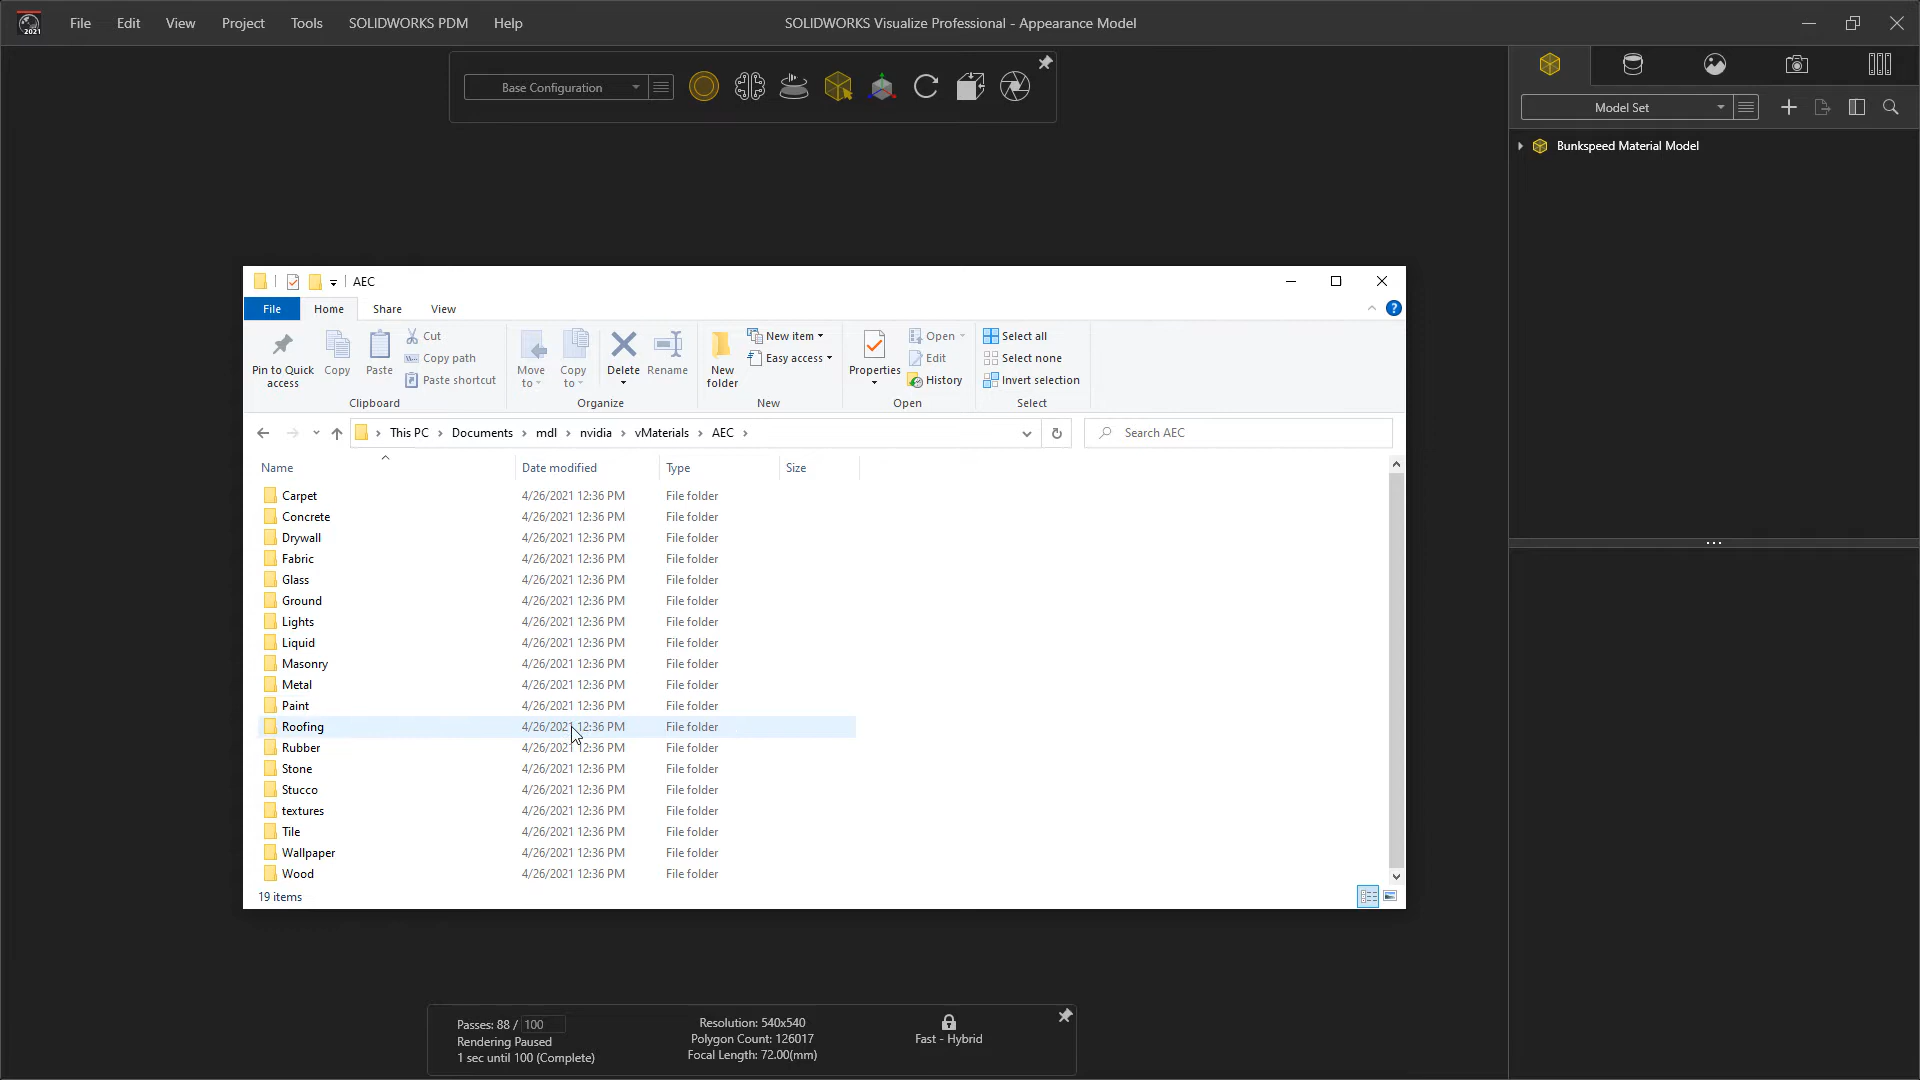 2021
File Edit View Project Tools SOLIDWORKS PDM Help
SOLIDWORKS Visualize Professional - Appearance Model
Base Configuration
Model Set
Bunkspeed Material Model
AEC
File Home Share View
Pin to Quick access
Copy
Paste
Cut
Copy path
Paste shortcut
Clipboard
Move to
Copy to
Delete
Rename
Organize
New folder
New item
Easy access
New
Properties
Open
Edit
History
Open
Select all
Select none
Invert selection
Select
This PC > Documents > mdl > nvidia > vMaterials > AEC >
Search AEC
Name Date modified Type Size
Carpet 4/26/2021 12:36 PM File folder
Concrete 4/26/2021 12:36 PM File folder
Drywall 4/26/2021 12:36 PM File folder
Fabric 4/26/2021 12:36 PM File folder
Glass 4/26/2021 12:36 PM File folder
Ground 4/26/2021 12:36 PM File folder
Lights 4/26/2021 12:36 PM File folder
Liquid 4/26/2021 12:36 PM File folder
Masonry 4/26/2021 12:36 PM File folder
Metal 4/26/2021 12:36 PM File folder
Paint 4/26/2021 12:36 PM File folder
Roofing 4/26/2021 12:36 PM File folder
Rubber 4/26/2021 12:36 PM File folder
Stone 4/26/2021 12:36 PM File folder
Stucco 4/26/2021 12:36 PM File folder
textures 4/26/2021 12:36 PM File folder
Tile 4/26/2021 12:36 PM File folder
Wallpaper 4/26/2021 12:36 PM File folder
Wood 4/26/2021 12:36 PM File folder
19 items
Passes: 88 / 100
Rendering Paused
1 sec until 100 (Complete)
Resolution: 540x540
Polygon Count: 126017
Focal Length: 72.00(mm)
Fast - Hybrid